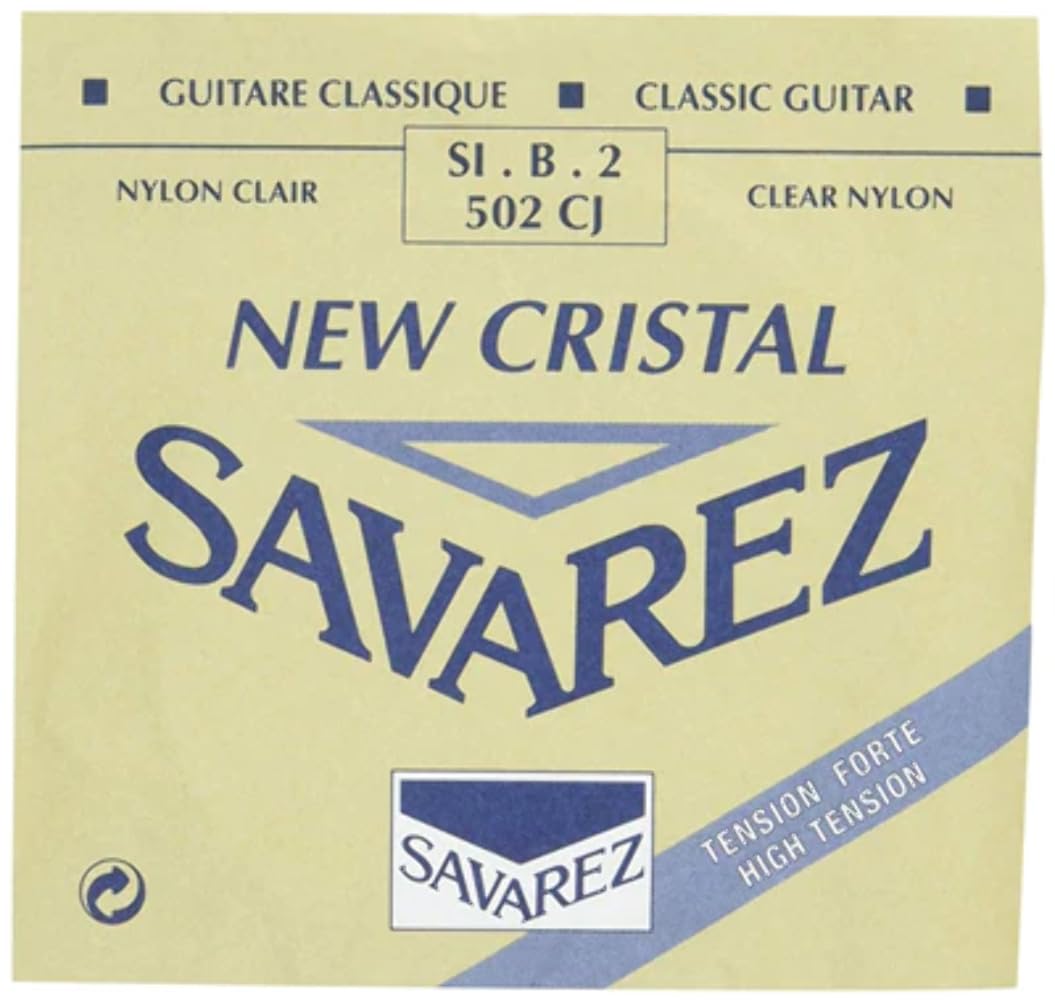 GUITARE CLASSIQUE CLASSIC GUITAR
SI . B . 2
502 CJ
NYLON CLAIR
CLEAR NYLON
NEW CRISTAL
SAVAREZ
TENSION FORTE
HIGH TENSION
SAVAREZ